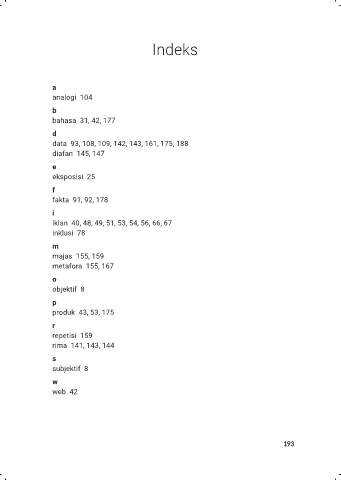 Indeks
a
analogi 104
b
bahasa 31, 42, 177
d
data 93, 108, 109, 142, 143, 161, 175, 188
diafan 145, 147
e
eksposisi 25
f
fakta 91, 92, 178
i
iklan 40, 48, 49, 51, 53, 54, 56, 66, 67
inklusi 78
m
majas 155, 159
metafora 155, 167
o
objektif 8
p
produk 43, 53, 175
r
repetisi 159
rima 141, 143, 144
s
subjektif 8
w
web 42
193